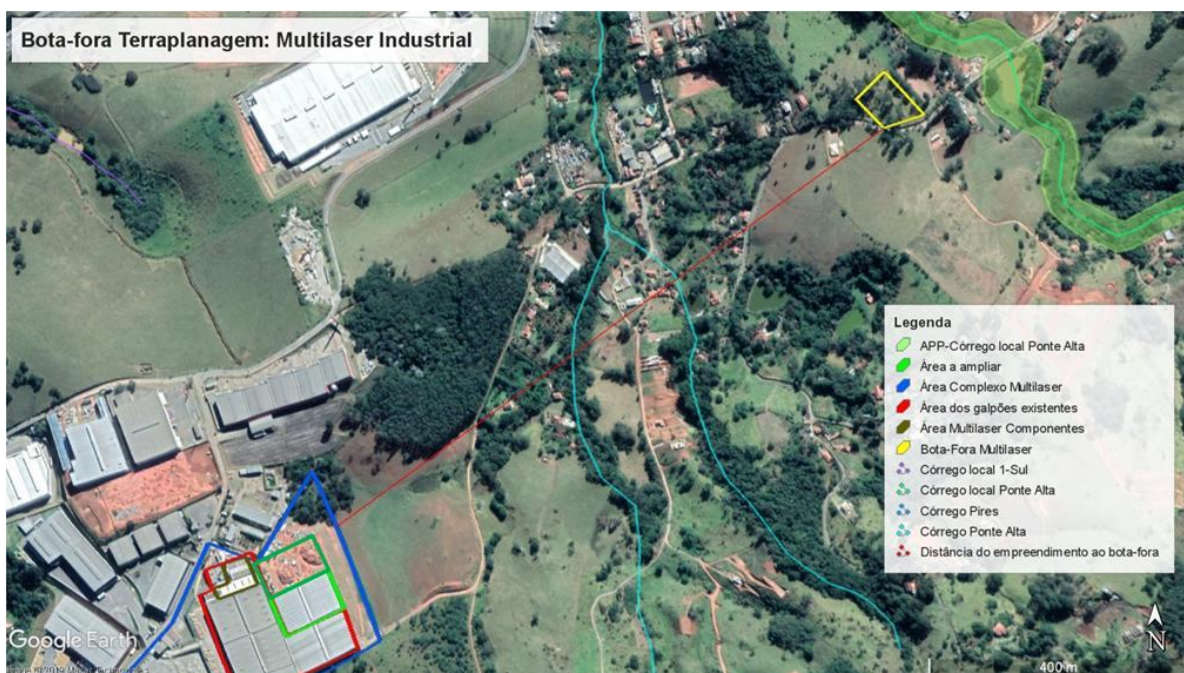 Bota-fora Terraplanagem: Multilaser Industrial
Legenda
APP-Córrego local Ponte Alta
Área a ampliar
Área Complexo Multilaser
Área dos galpões existentes
Área Multilaser Componentes
Bota-Fora Multilaser
Córrego local 1-Sul
Córrego local Ponte Alta
Córrego Pires
Córrego Ponte Alta
Distância do empreendimento ao bota-fora
Google Earth
N
400 m